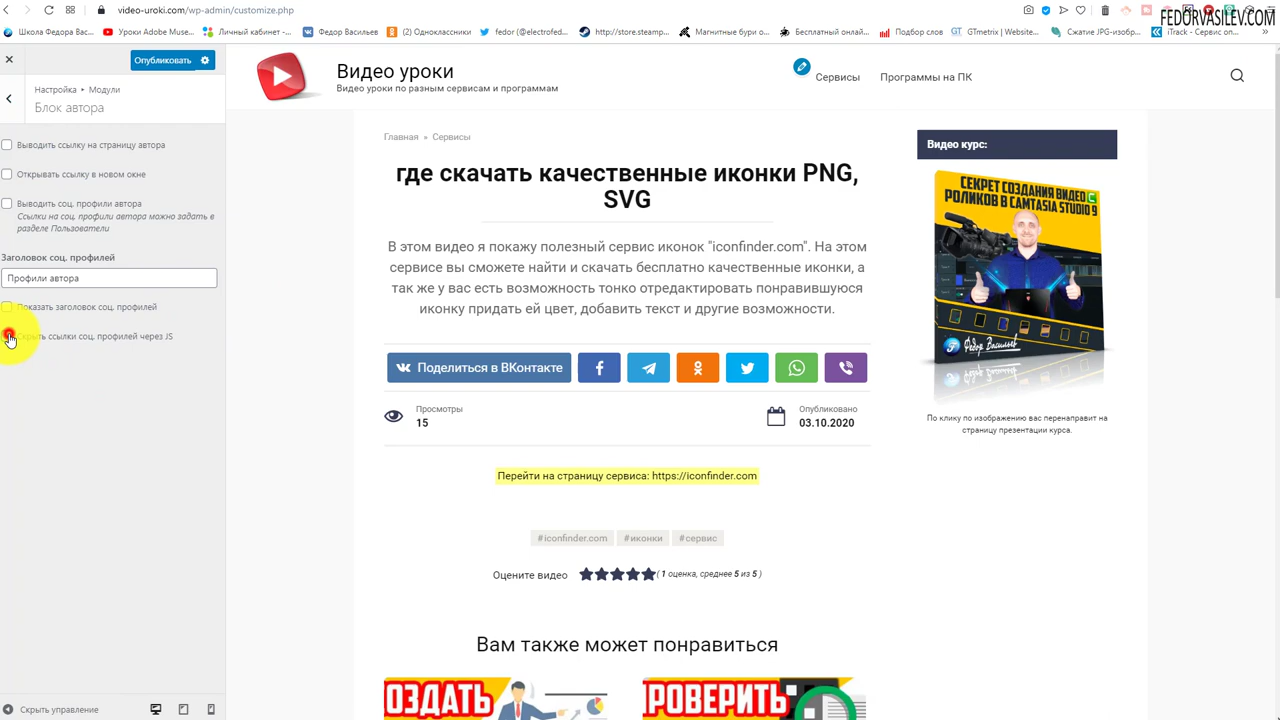 video-uroki.com/wp-admin/customize.php
FEDORVASILEV.COM
Школа Федора Вас...
Уроки Adobe Muse...
Личный кабинет -...
Федор Васильев
(2) Одноклассники
fedor (@electrofed...
http://store.steamp...
Магнитные бури о...
Бесплатный онлай...
Подбор слов
GTmetrix | Website...
Сжатие JPG-изобр...
iTrack - Сервис оп...
Опубликовать
Настройка ▸ Модули
Блок автора
Выводить ссылку на страницу автора
Открывать ссылку в новом окне
Выводить соц. профили автора
Ссылки на соц. профили автора можно задать в
разделе Пользователи
Заголовок соц. профилей
Профили автора
казать заголовок соц. профилей
крыть ссылки соц. профилей через JS
Скрыть управление
Видео уроки
Видео уроки по разным сервисам и программам
Сервисы
Программы на ПК
Главная » Сервисы
где скачать качественные иконки PNG,
SVG
В этом видео я покажу полезный сервис иконок "iconfinder.com". На этом
сервисе вы сможете найти и скачать бесплатно качественные иконки, а
так же у вас есть возможность тонко отредактировать понравившуюся
иконку придать ей цвет, добавить текст и другие возможности.
Поделиться в ВКонтакте
Просмотры
15
Опубликовано
03.10.2020
Перейти на страницу сервиса: https://iconfinder.com
#iconfinder.com
#иконки
#сервис
Оцените видео
( 1 оценка, среднее 5 из 5 )
Вам также может понравиться
ОЗДАТЬ
ПРОВЕРИТЬ
Видео курс:
СЕКРЕТ СОЗДАНИЯ ВИДЕО
РОЛИКОВ В CAMTASIA STUDIO 9
Федор Васильев
По клику по изображению вас перенаправит на
страницу презентации курса.